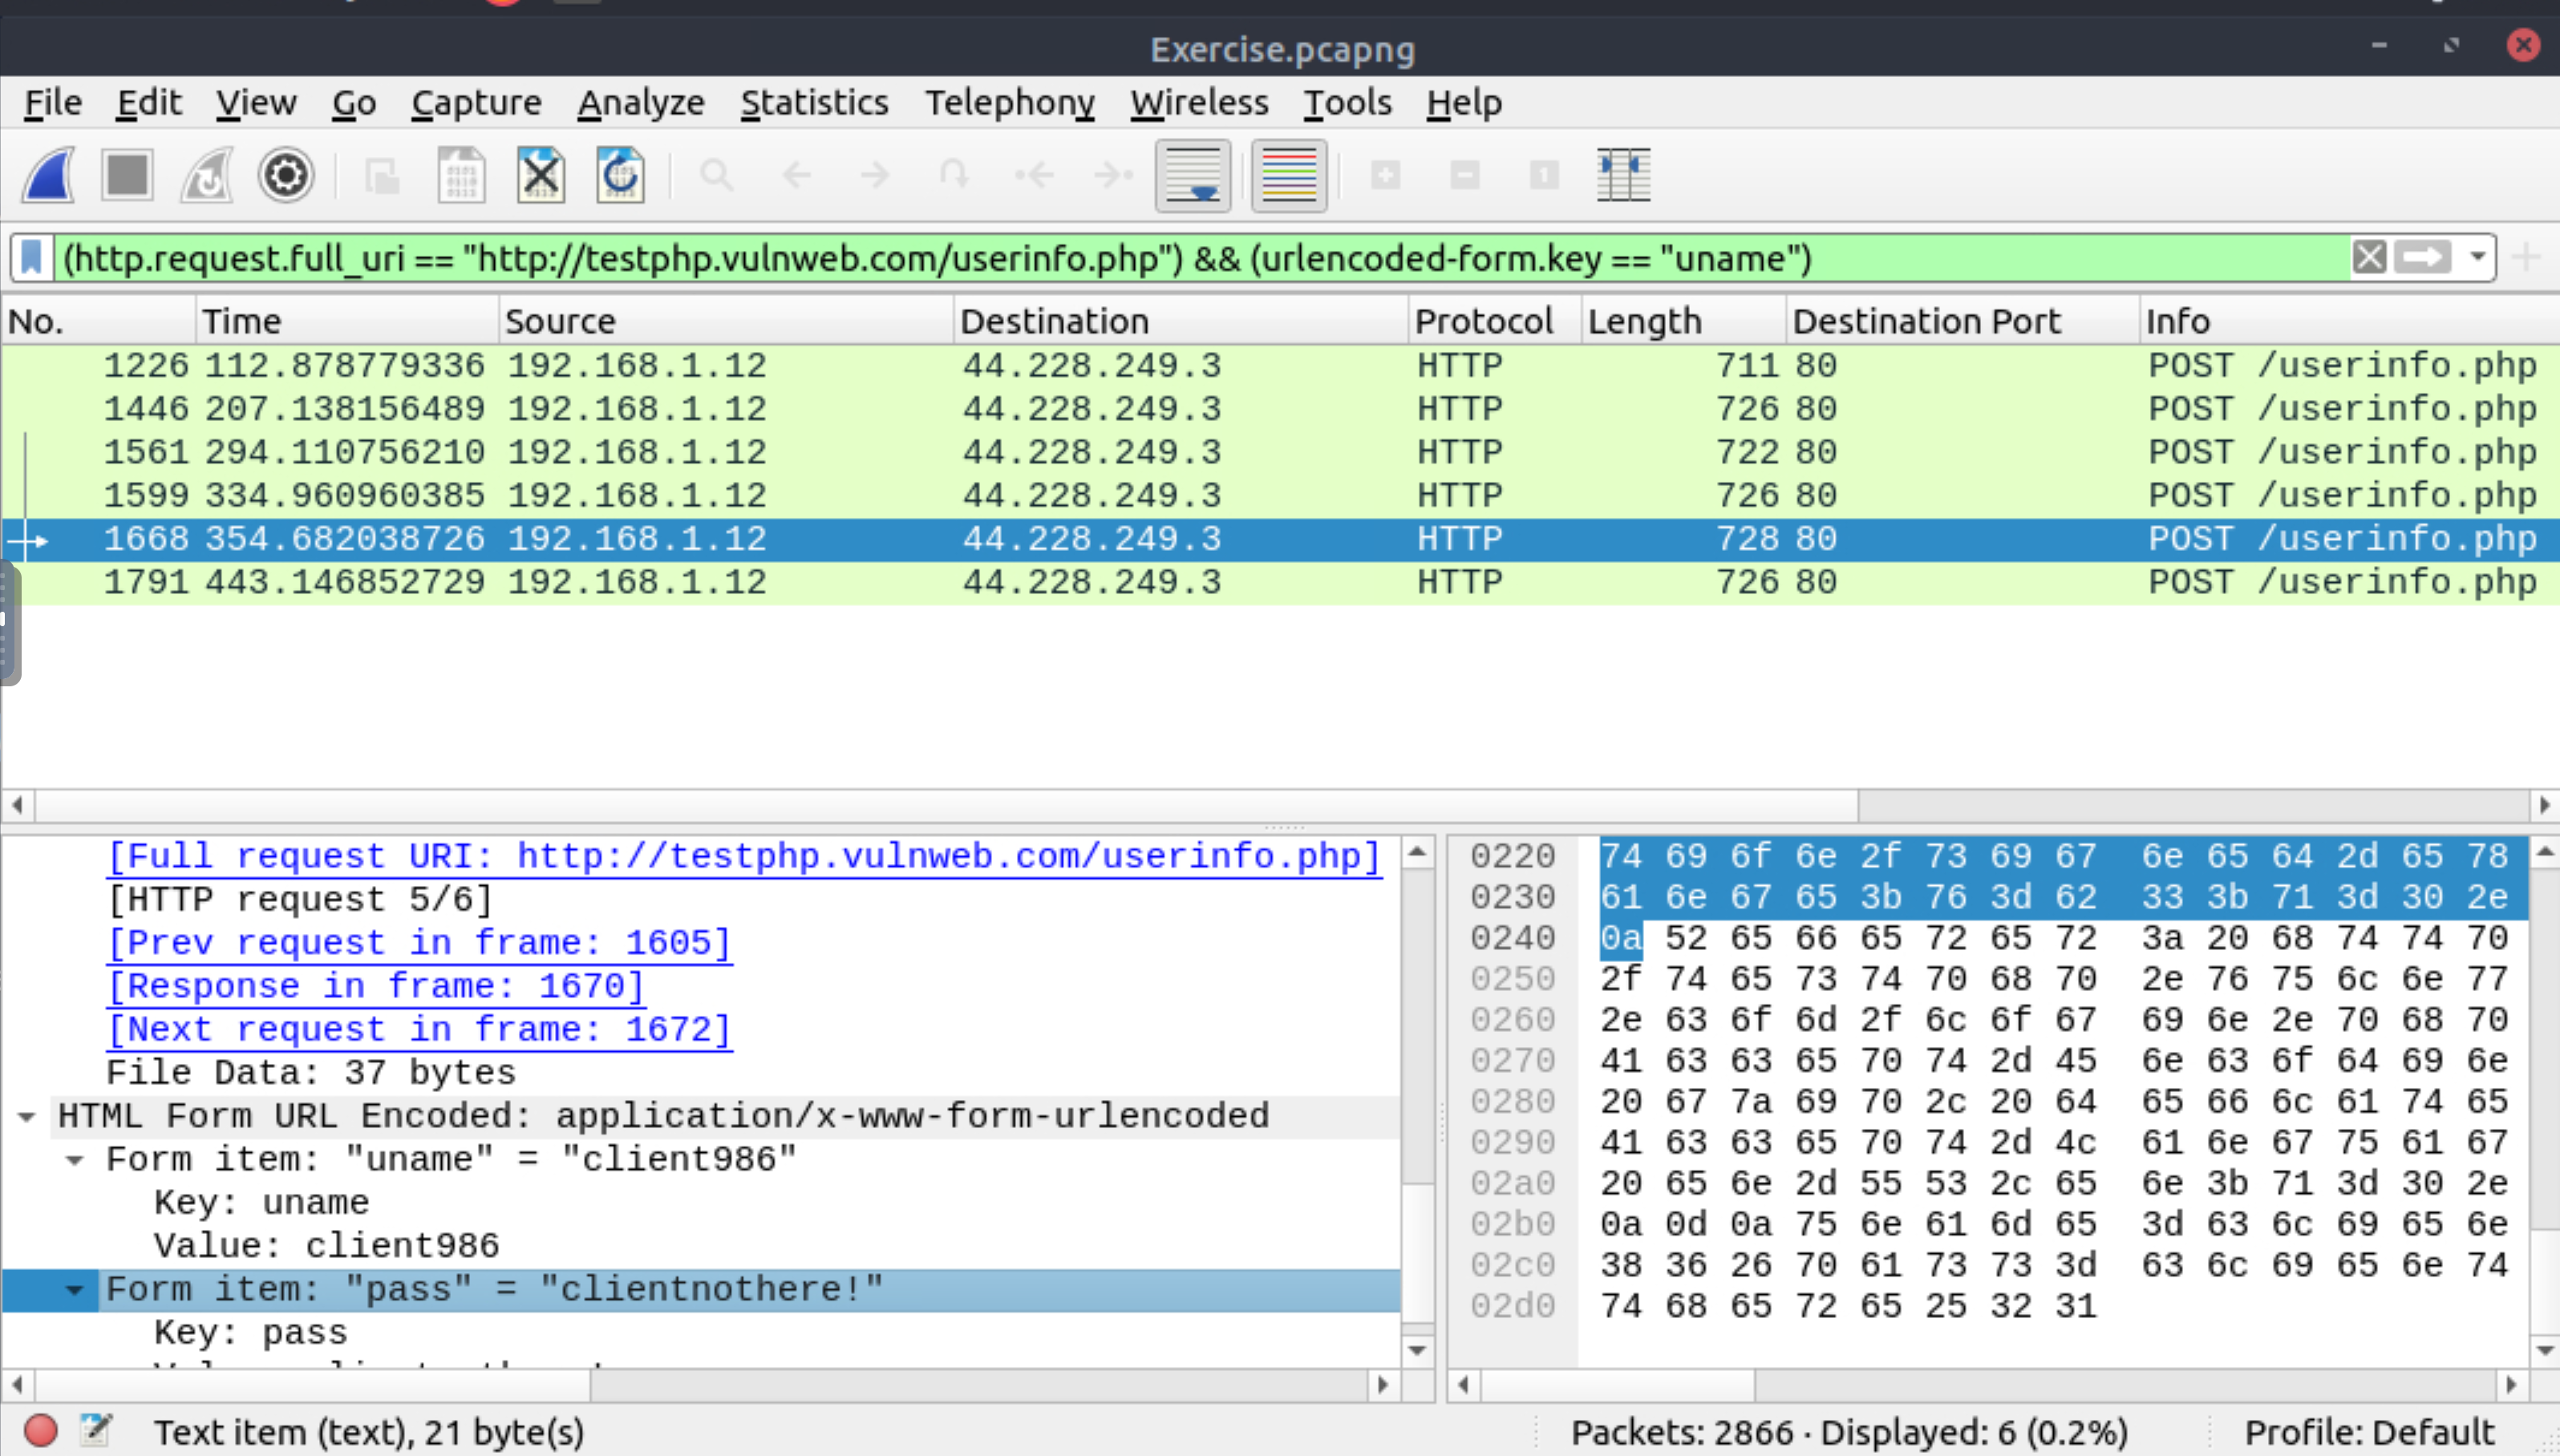 Exercise.pcapng
File Edit View Go Capture Analyze Statistics Telephony Wireless Tools Help
(http.request.full_uri == "http://testphp.vulnweb.com/userinfo.php") && (urlencoded-form.key == "uname")
No. Time Source Destination Protocol Length Destination Port Info
1226 112.878779336 192.168.1.12 44.228.249.3 HTTP 711 80 POST /userinfo.php
1446 207.138156489 192.168.1.12 44.228.249.3 HTTP 726 80 POST /userinfo.php
1561 294.110756210 192.168.1.12 44.228.249.3 HTTP 722 80 POST /userinfo.php
1599 334.960960385 192.168.1.12 44.228.249.3 HTTP 726 80 POST /userinfo.php
1668 354.682038726 192.168.1.12 44.228.249.3 HTTP 728 80 POST /userinfo.php
1791 443.146852729 192.168.1.12 44.228.249.3 HTTP 726 80 POST /userinfo.php
[Full request URI: http://testphp.vulnweb.com/userinfo.php]
[HTTP request 5/6]
[Prev request in frame: 1605]
[Response in frame: 1670]
[Next request in frame: 1672]
File Data: 37 bytes
HTML Form URL Encoded: application/x-www-form-urlencoded
Form item: "uname" = "client986"
Key: uname
Value: client986
Form item: "pass" = "clientnothere!"
Key: pass
0220 74 69 6f 6e 2f 73 69 67 6e 65 64 2d 65 78
0230 61 6e 67 65 3b 76 3d 62 33 3b 71 3d 30 2e
0240 0a 52 65 66 65 72 65 72 3a 20 68 74 74 70
0250 2f 74 65 73 74 70 68 70 2e 76 75 6c 6e 77
0260 2e 63 6f 6d 2f 6c 6f 67 69 6e 2e 70 68 70
0270 41 63 63 65 70 74 2d 45 6e 63 6f 64 69 6e
0280 20 67 7a 69 70 2c 20 64 65 66 6c 61 74 65
0290 41 63 63 65 70 74 2d 4c 61 6e 67 75 61 67
02a0 20 65 6e 2d 55 53 2c 65 6e 3b 71 3d 30 2e
02b0 0a 0d 0a 75 6e 61 6d 65 3d 63 6c 69 65 6e
02c0 38 36 26 70 61 73 73 3d 63 6c 69 65 6e 74
02d0 74 68 65 72 65 25 32 31
Text item (text), 21 byte(s)
Packets: 2866 · Displayed: 6 (0.2%)
Profile: Default